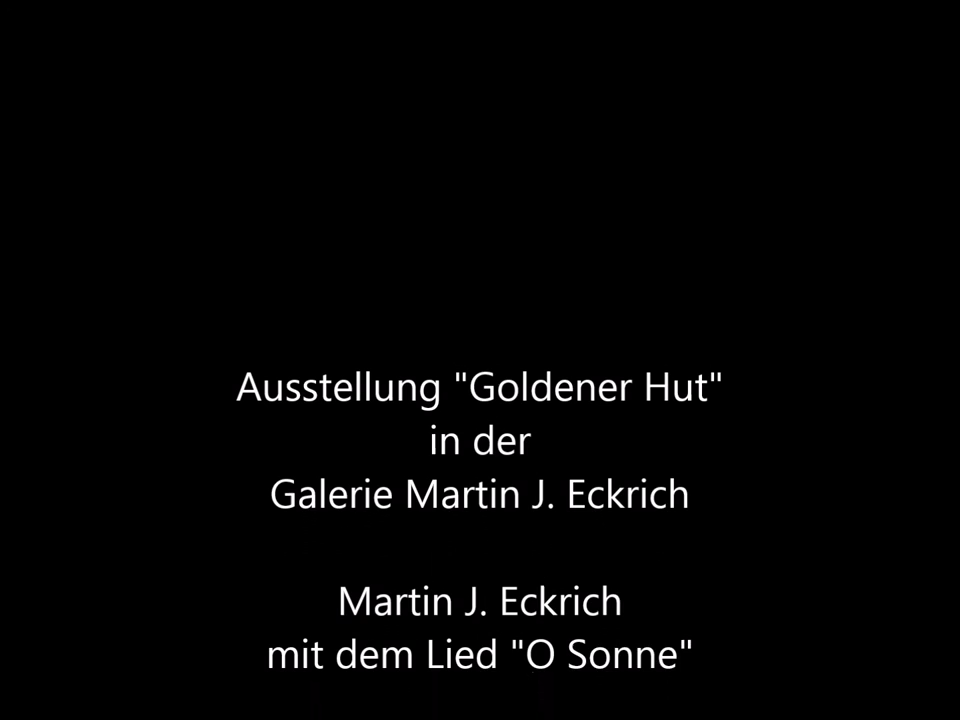 Ausstellung "Goldener Hut"
in der
Galerie Martin J. Eckrich
Martin J. Eckrich
mit dem Lied "O Sonne"